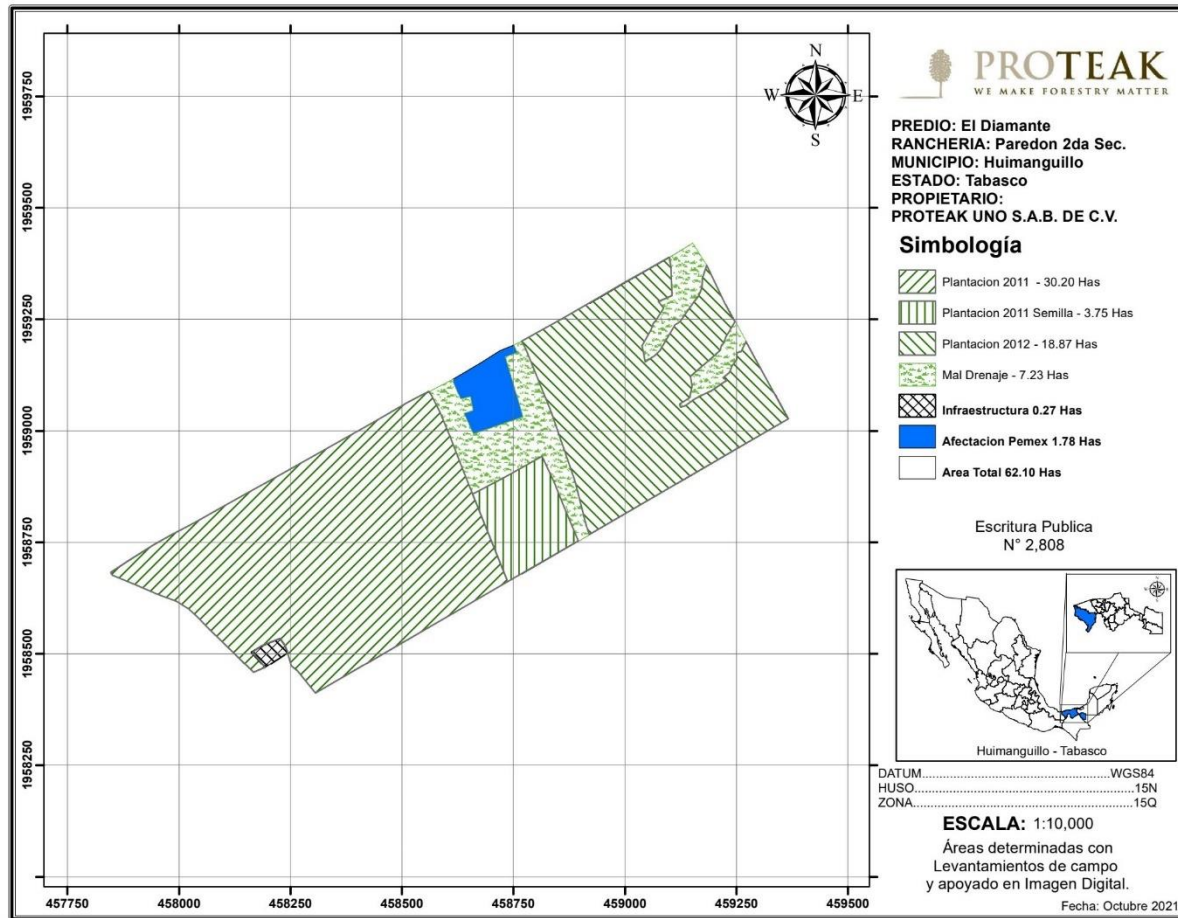 N
W
E
S
1959750
1959500
1959250
1959000
1958750
1958500
1958250
457750
458000
458250
458500
458750
459000
459250
459500
PROTEAK
WE MAKE FORESTRY MATTER
PREDIO: El Diamante
RANCHERIA: Paredon 2da Sec.
MUNICIPIO: Huimanguillo
ESTADO: Tabasco
PROPIETARIO:
PROTEAK UNO S.A.B. DE C.V.
Simbología
Plantacion 2011 - 30.20 Has
Plantacion 2011 Semilla - 3.75 Has
Plantacion 2012 - 18.87 Has
Mal Drenaje - 7.23 Has
Infraestructura 0.27 Has
Afectacion Pemex 1.78 Has
Area Total 62.10 Has
Escritura Publica
N° 2,808
Huimanguillo - Tabasco
DATUM......................................................WGS84
HUSO................................................................15N
ZONA................................................................15Q
ESCALA: 1:10,000
Áreas determinadas con
Levantamientos de campo
y apoyado en Imagen Digital.
Fecha: Octubre 2021